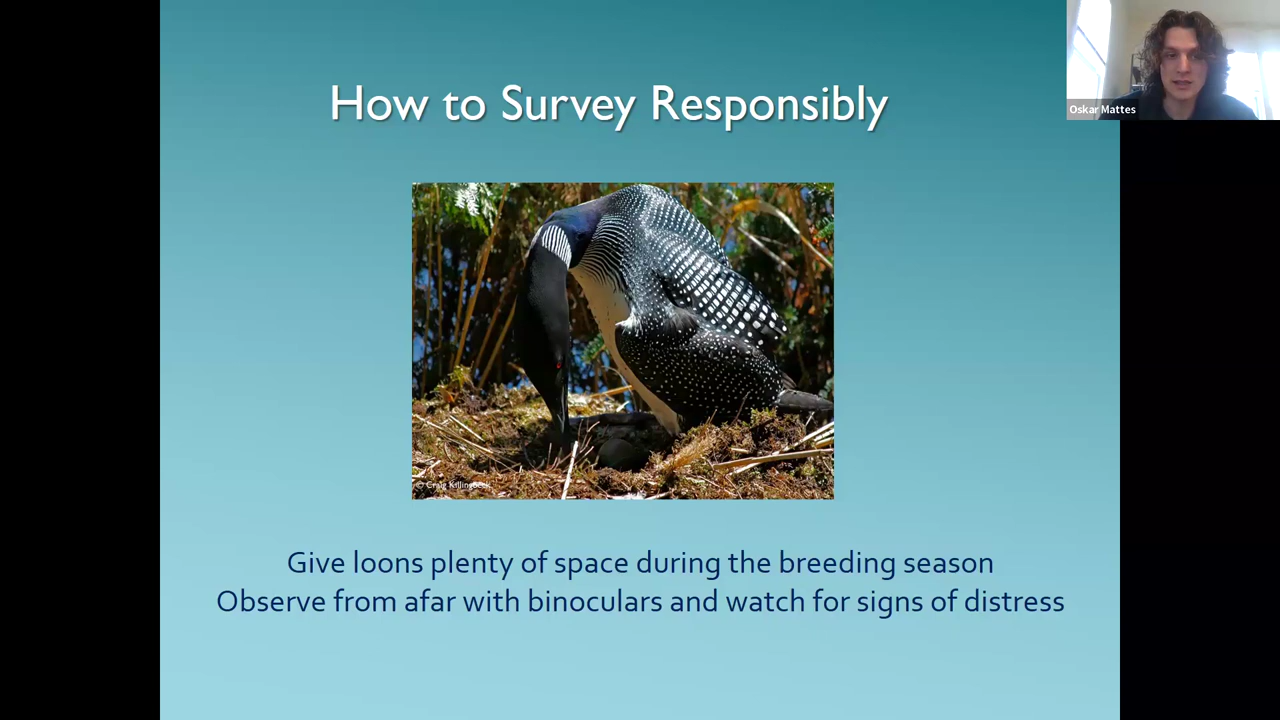 How to Survey Responsibly
Oskar Mattes
© Craig Killingbeck
Give loons plenty of space during the breeding season
Observe from afar with binoculars and watch for signs of distress